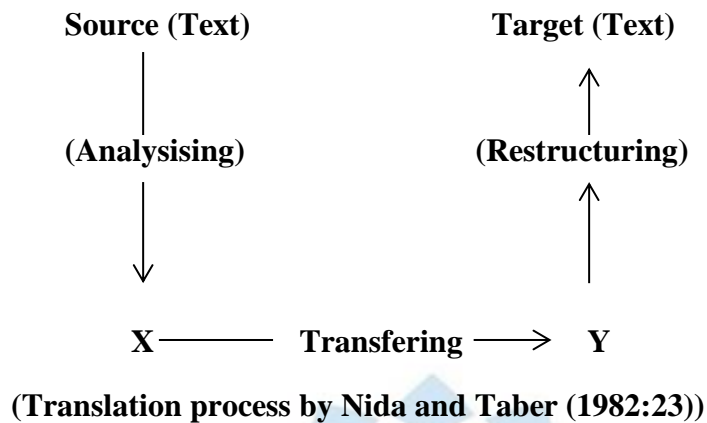 Source (Text) Target (Text)
(Analysising) (Restructuring)
X Transfering Y
(Translation process by Nida and Taber (1982:23))